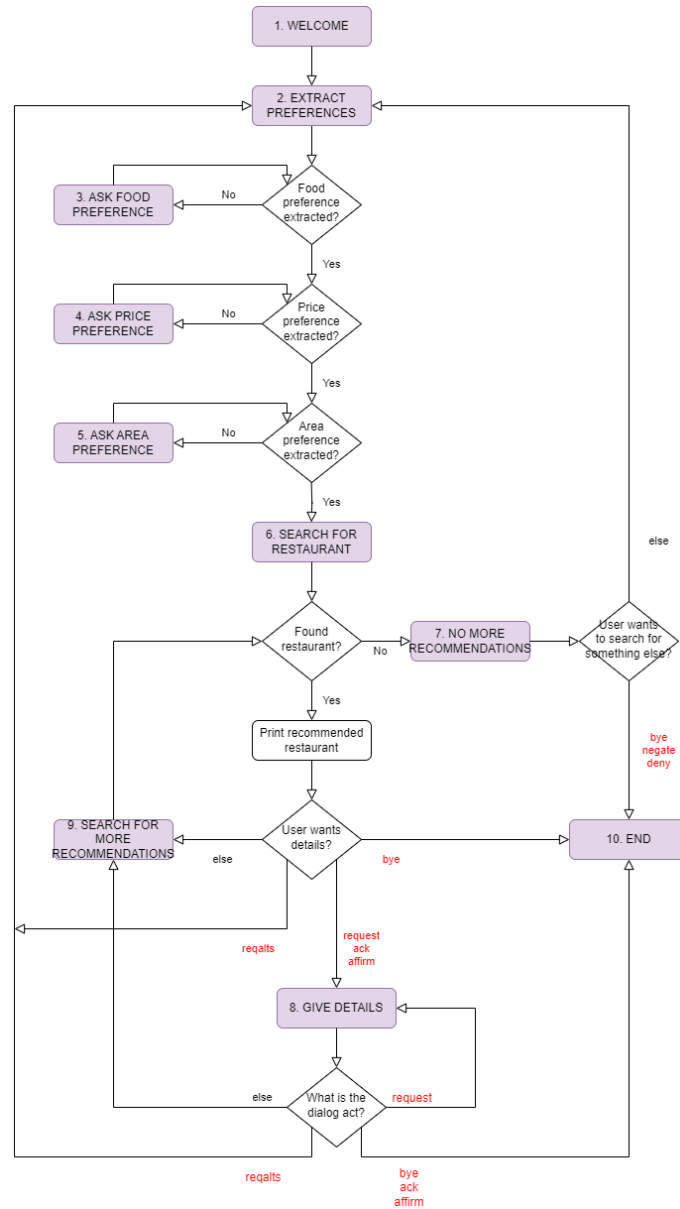 1. WELCOME
2. EXTRACT
PREFERENCES
Food
preference
extracted?
No
3. ASK FOOD
PREFERENCE
Yes
Price
preference
extracted?
No
4. ASK PRICE
PREFERENCE
Yes
Area
preference
extracted?
No
5. ASK AREA
PREFERENCE
Yes
6. SEARCH FOR
RESTAURANT
else
Found
restaurant?
No
7. NO MORE
RECOMMENDATIONS
User wants
to search for
something else?
Yes
Print recommended
restaurant
bye
negate
deny
9. SEARCH FOR
MORE
RECOMMENDATIONS
else
User wants
details?
bye
10. END
reqalts
request
ack
affirm
8. GIVE DETAILS
else
What is the
dialog act?
request
reqalts
bye
ack
affirm